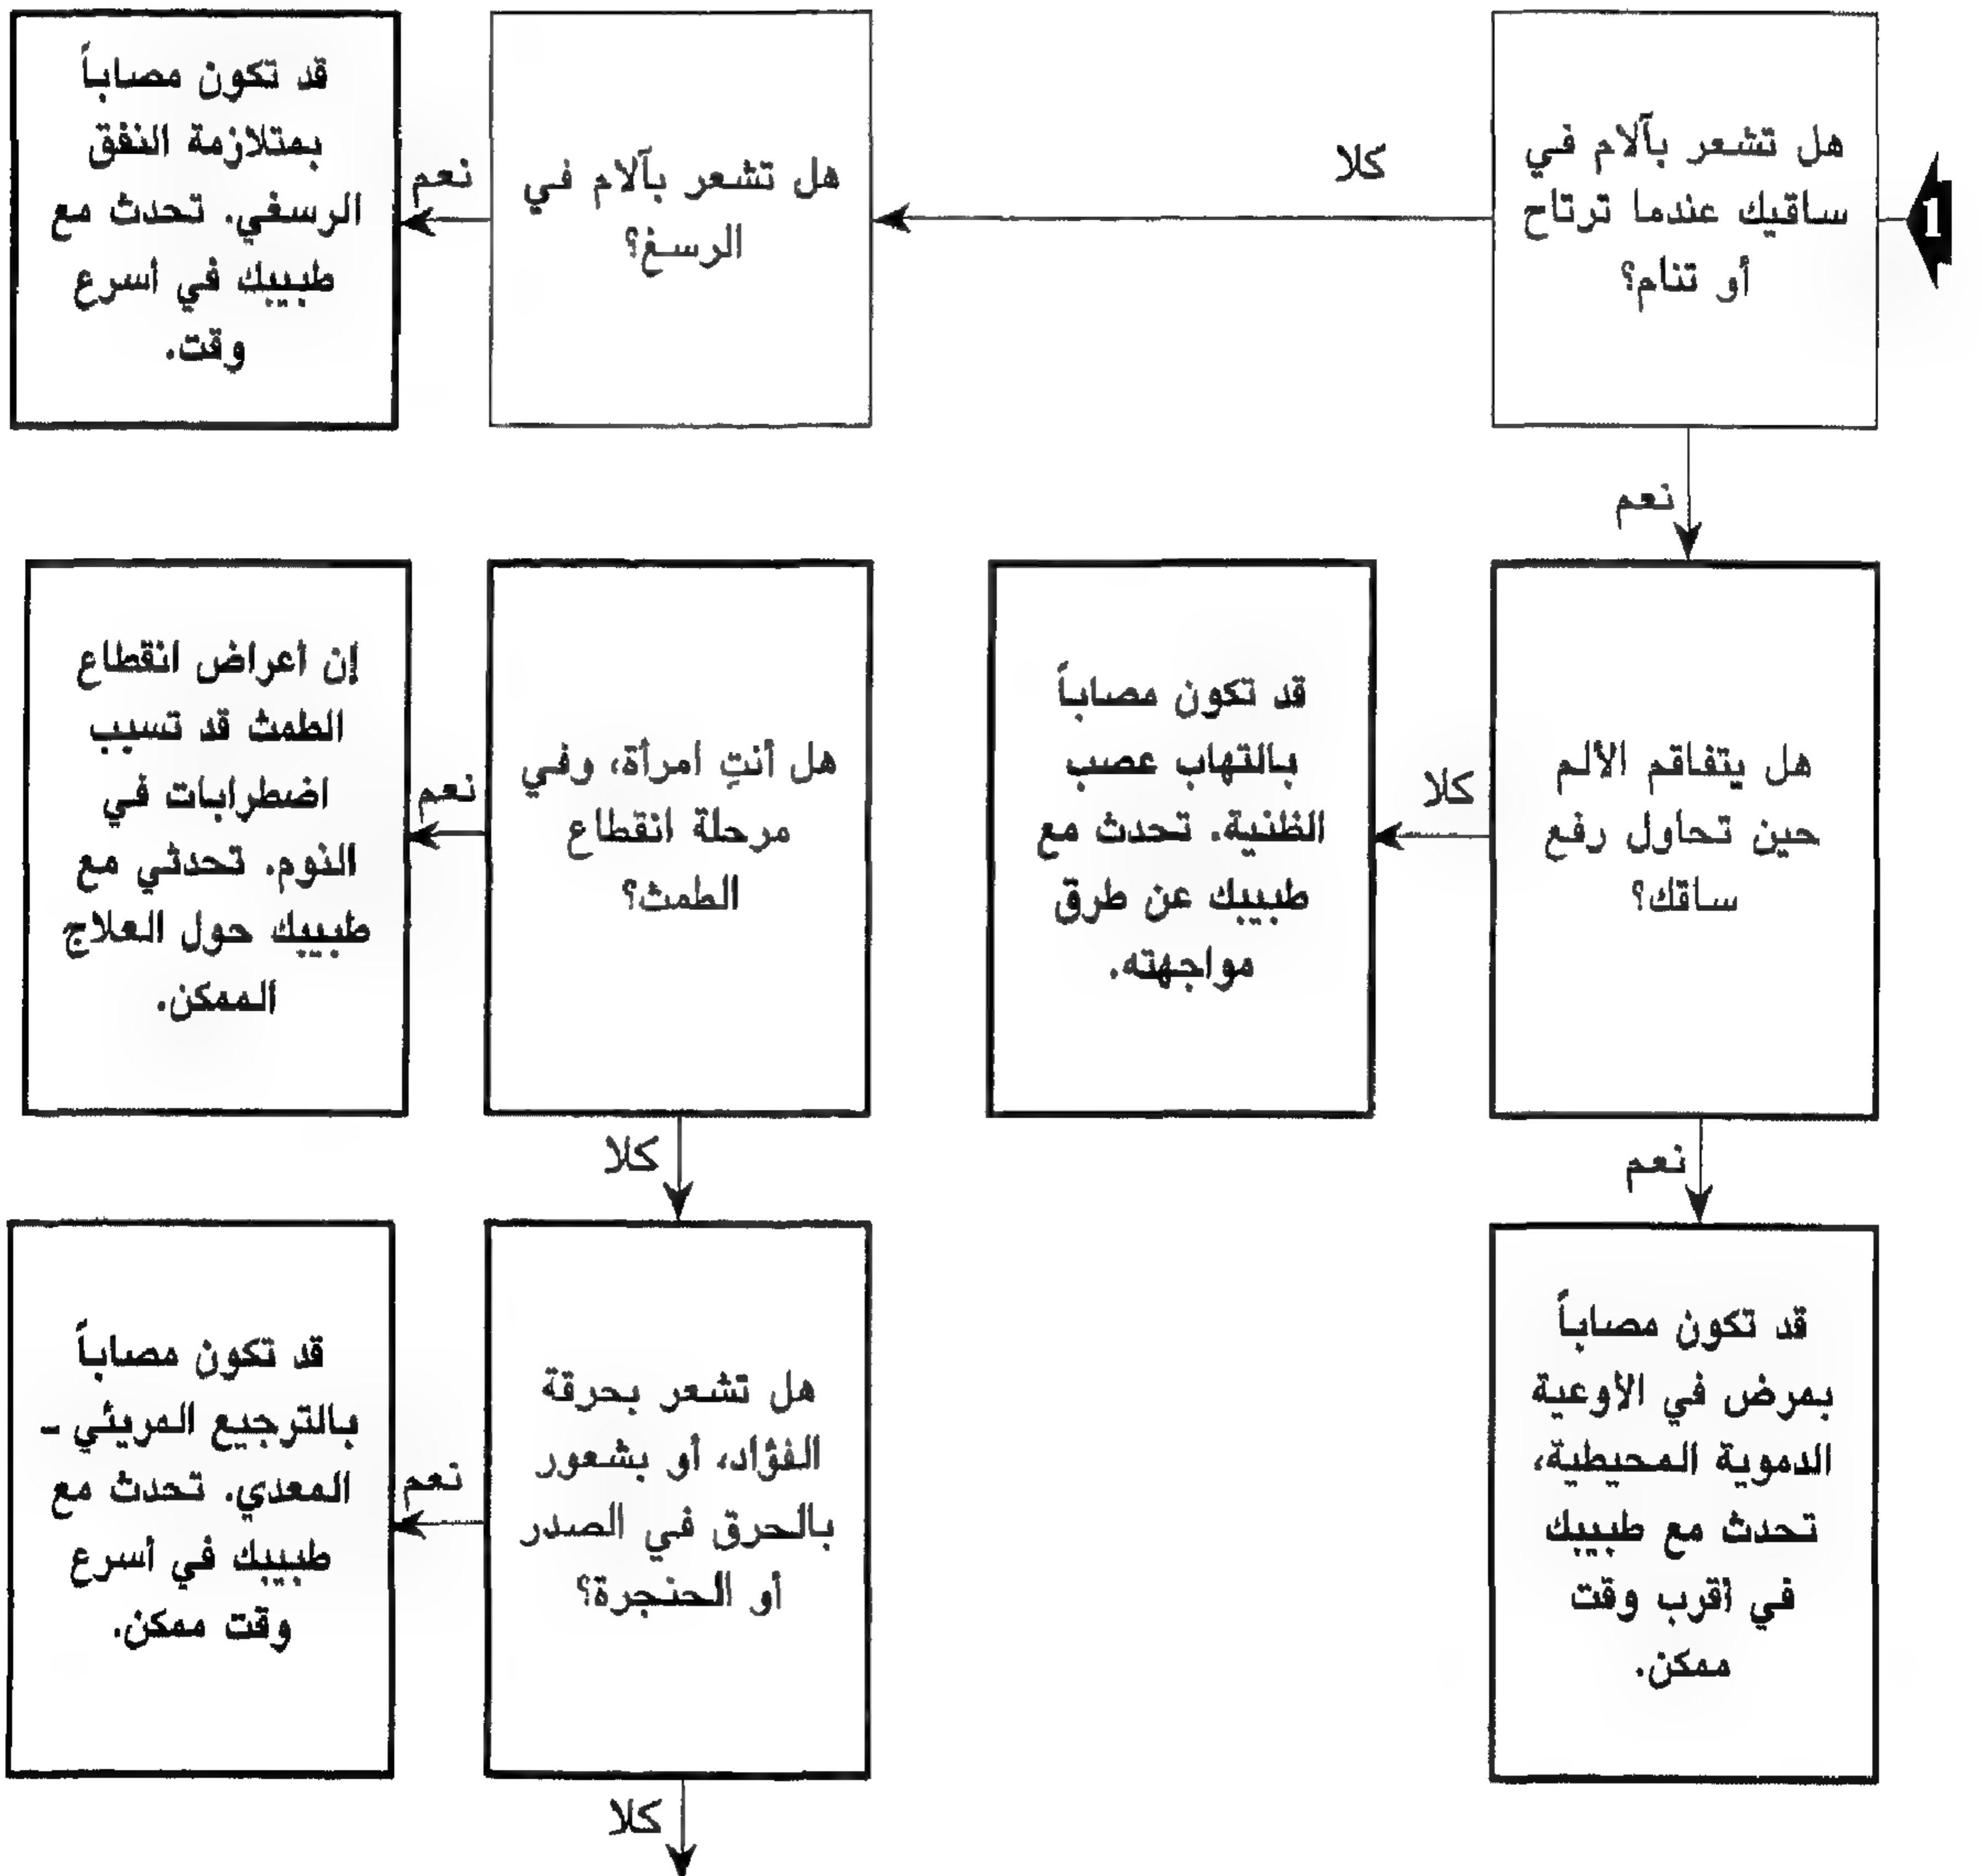 1
هل تشعر بآلام في
ساقيك عندما ترتاح
أو تنام؟
كلا
هل تشعر بآلام في
الرسغ؟
نعم
قد تكون مصاباً
بمتلازمة النفق
الرسغي. تحدث مع
طبيبك في أسرع
وقت.
نعم
هل يتفاقم الألم
حين تحاول رفع
ساقك؟
كلا
قد تكون مصاباً
بالتهاب عصب
الظنية. تحدث مع
طبيبك عن طرق
مواجهته.
هل أنتِ امرأة، وفي
مرحلة انقطاع
الطمث؟
نعم
إن أعراض انقطاع
الطمث قد تسبب
اضطرابات في
النوم. تحدثي مع
طبيبك حول العلاج
الممكن.
نعم
كلا
قد تكون مصاباً
بمرض في الأوعية
الدموية المحيطية،
تحدث مع طبيبك
في أقرب وقت
ممكن.
هل تشعر بحرقة
الفؤاد، أو بشعور
بالحرق في الصدر
أو الحنجرة؟
نعم
قد تكون مصاباً
بالترجيع المريئي ـ
المعدي. تحدث مع
طبيبك في أسرع
وقت ممكن.
كلا